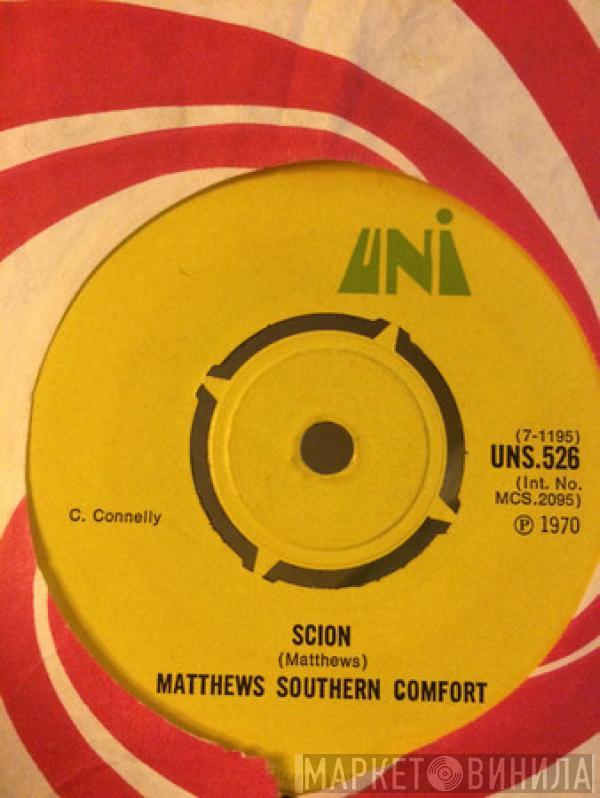 UNI
(7-1195)
UNS.526
(Int. No.
MCS.2095)
℗ 1970
C. Connelly
SCION
(Matthews)
MATTHEWS SOUTHERN COMFORT
МАРКЕТ ВИНИЛА